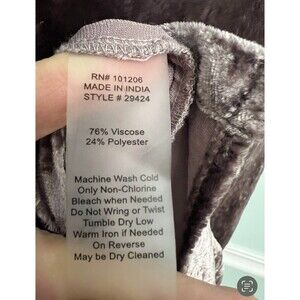 RN# 101206
MADE IN INDIA
STYLE # 29424
76% Viscose
24% Polyester
Machine Wash Cold
Only Non-Chlorine
Bleach when Needed
Do Not Wring or Twist
Tumble Dry Low
Warm Iron if Needed
On Reverse
May be Dry Cleaned